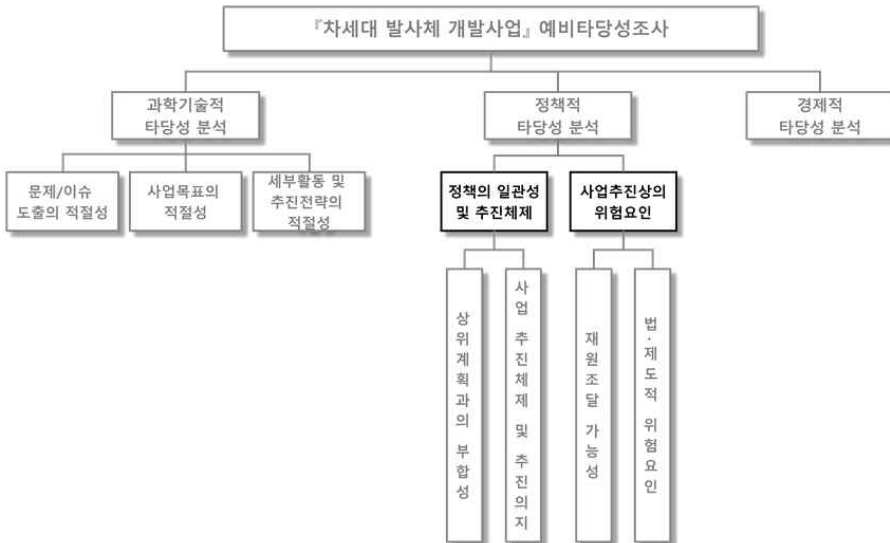 『차세대 발사체 개발사업』 예비타당성조사
과학기술적
타당성 분석
정책적
타당성 분석
경제적
타당성 분석
문제/이슈
도출의 적절성
사업목표의
적절성
세부활동 및
추진전략의
적절성
정책의 일관성
및 추진체제
사업추진상의
위험요인
상위계획과의 부합성
사업 추진체제 및 추진의지
재원조달 가능성
법·제도적 위험요인